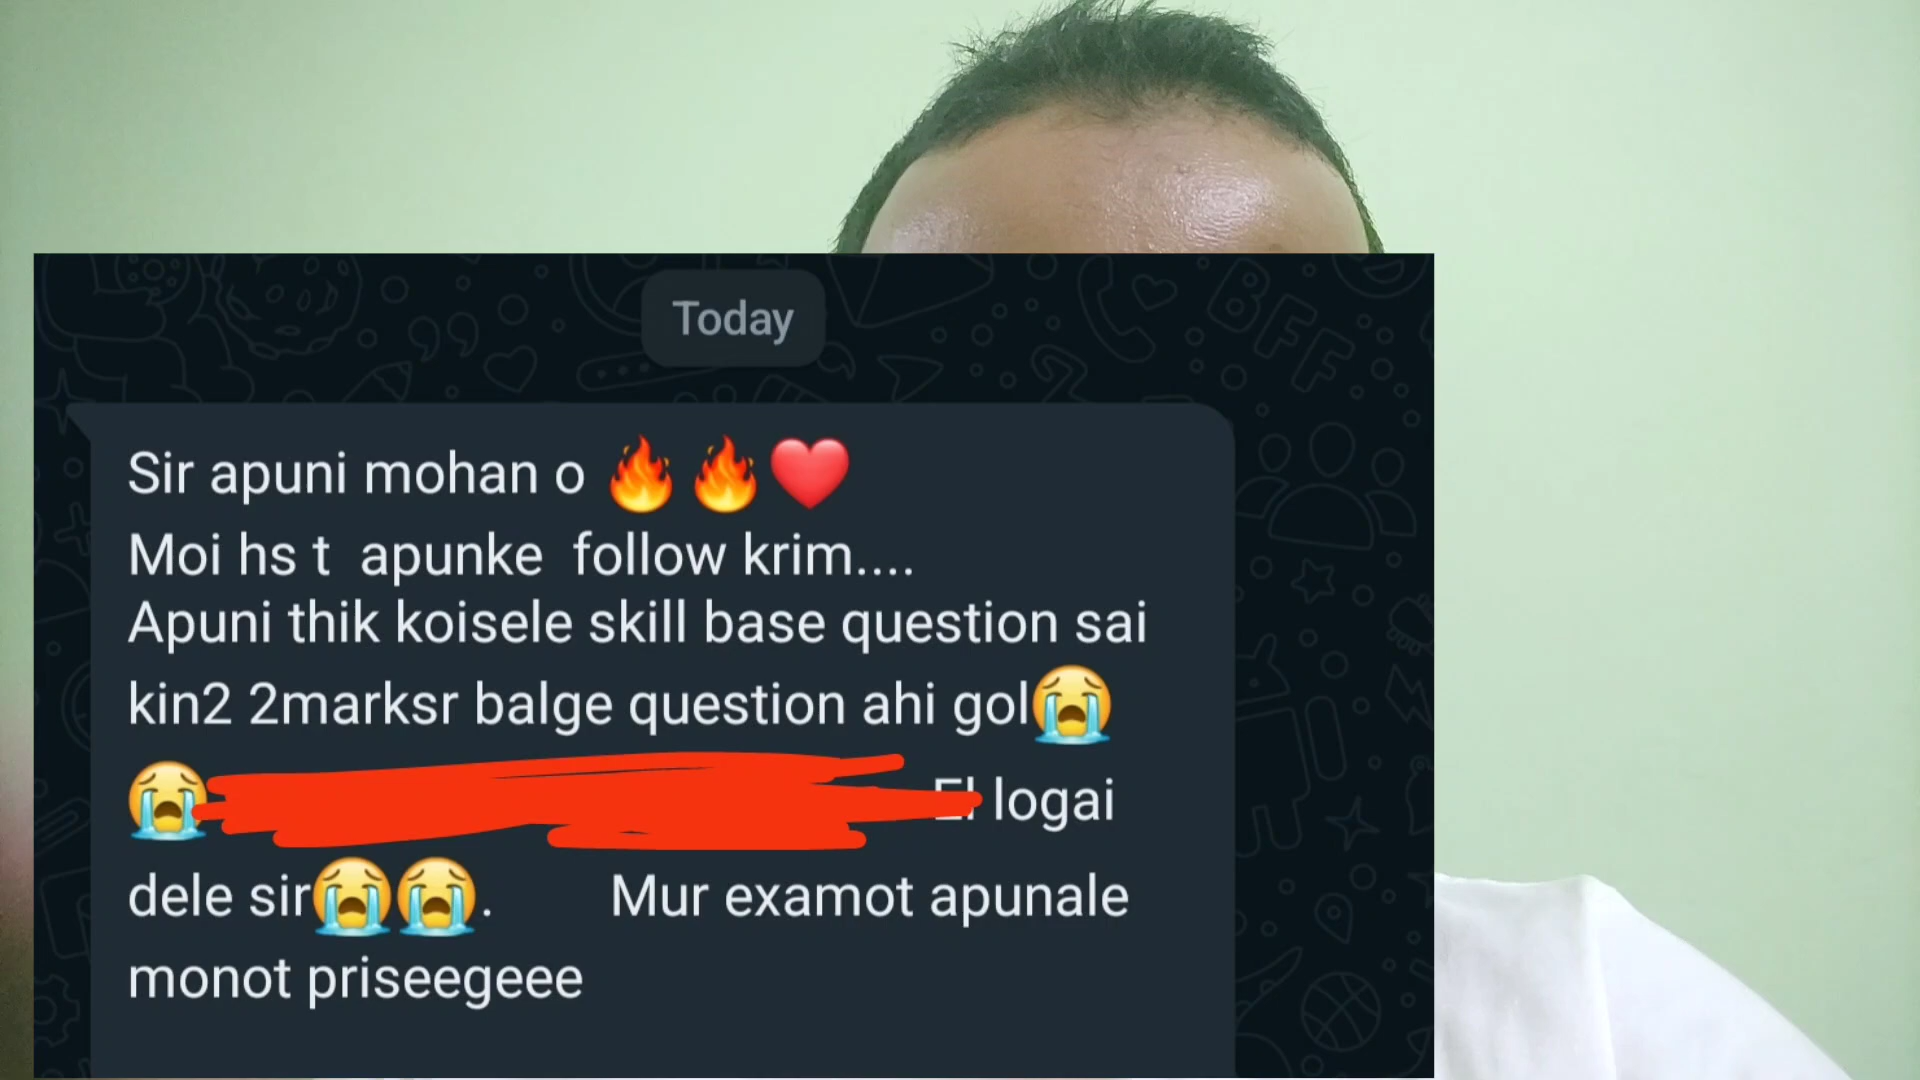 Today
Sir apuni mohan o 🔥🔥❤️
Moi hs t apunke follow krim....
Apuni thik koisele skill base question sai
kin2 2marksr balge question ahi gol😭
😭 logai
dele sir😭😭. Mur examot apunale
monot priseegeee